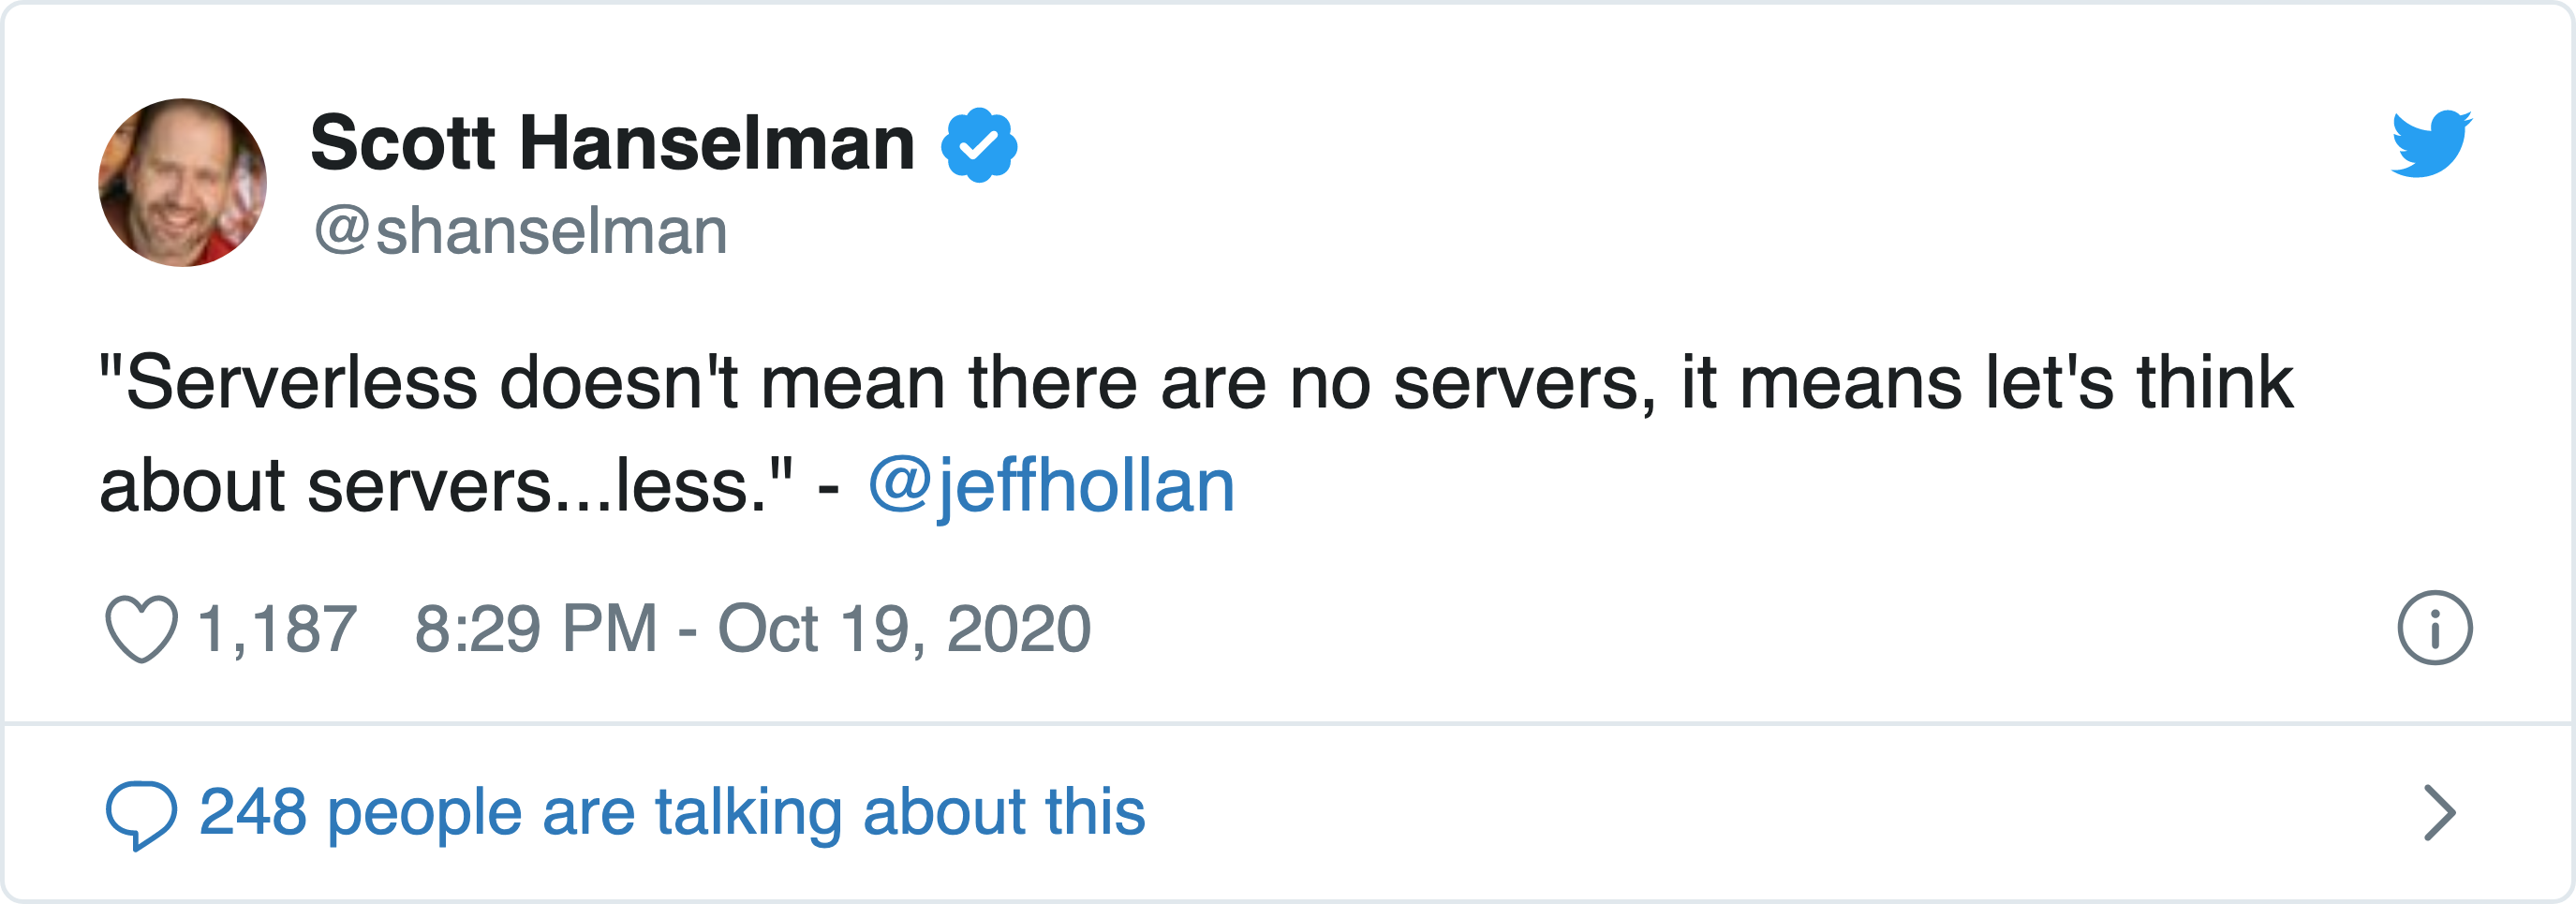 Scott Hanselman
@shanselman
"Serverless doesn't mean there are no servers, it means let's think
about servers...less." - @jeffhollan
1,187 8:29 PM - Oct 19, 2020
248 people are talking about this